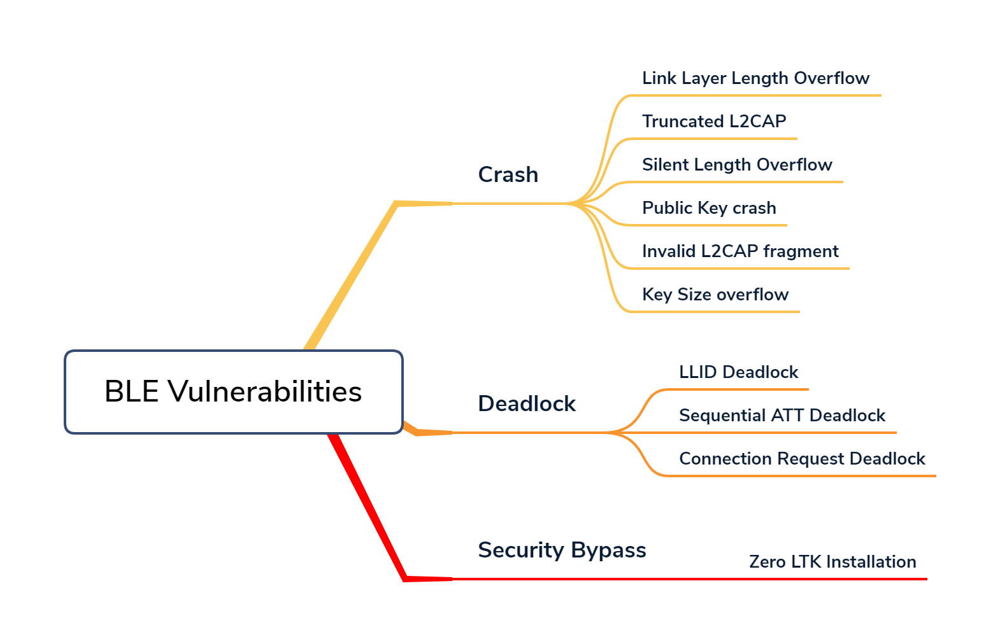 BLE Vulnerabilities
Crash
Link Layer Length Overflow
Truncated L2CAP
Silent Length Overflow
Public Key crash
Invalid L2CAP fragment
Key Size overflow
Deadlock
LLID Deadlock
Sequential ATT Deadlock
Connection Request Deadlock
Security Bypass
Zero LTK Installation